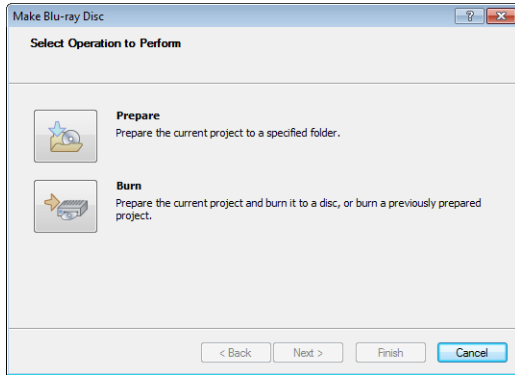 Make Blu-ray Disc
Select Operation to Perform
Prepare
Prepare the current project to a specified folder.
Burn
Prepare the current project and burn it to a disc, or burn a previously prepared
project.
< Back
Next >
Finish
Cancel